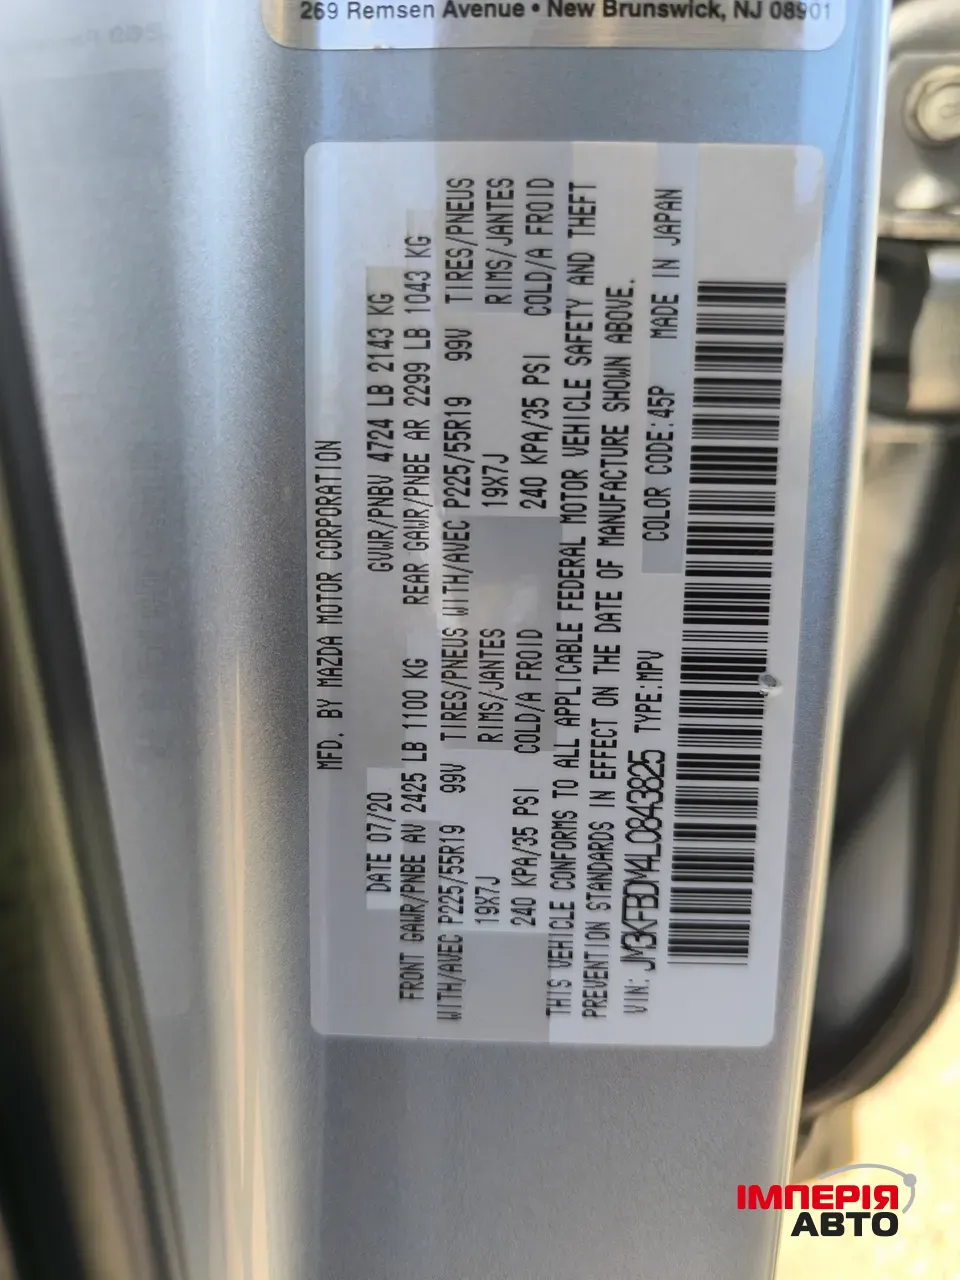 269 Remsen Avenue • New Brunswick, NJ 08901
MFD. BY MAZDA MOTOR CORPORATION
DATE 07/20 GVWR/PNBV 4724 LB 2143 KG
FRONT GAWR/PNBE AV 2425 LB 1100 KG REAR GAWR/PNBE AR 2299 LB 1043 KG
WITH/AVEC P225/55R19 99V TIRES/PNEUS WITH/AVEC P225/55R19 99V TIRES/PNEUS
19X7J RIMS/JANTES 19X7J RIMS/JANTES
240 KPA/35 PSI COLD/A FROID 240 KPA/35 PSI COLD/A FROID
THIS VEHICLE CONFORMS TO ALL APPLICABLE FEDERAL MOTOR VEHICLE SAFETY AND THEFT
PREVENTION STANDARDS IN EFFECT ON THE DATE OF MANUFACTURE SHOWN ABOVE.
VIN: JM3KFBDM4L0843825 TYPE:MPV COLOR CODE:45P MADE IN JAPAN
ІМПЕРІЯ
АВТО